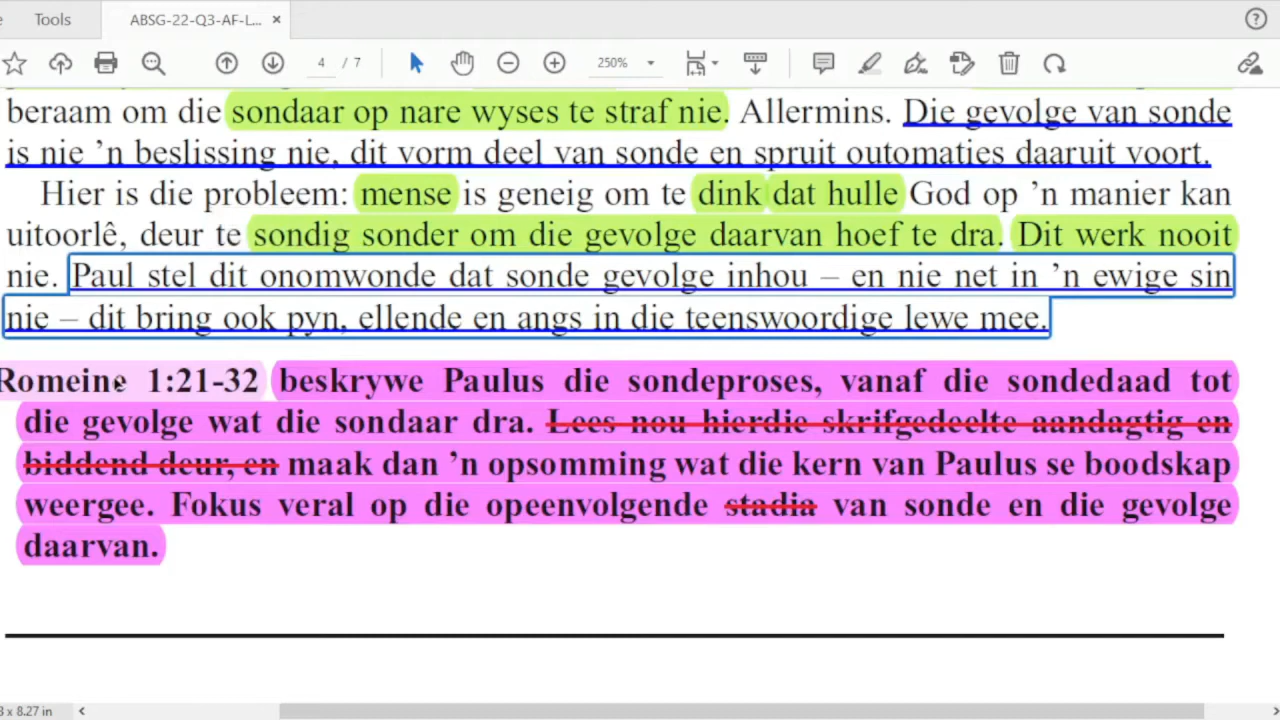 e Tools ABSG-22-Q3-AF-L... ×
4 / 7 250%
beraam om die sondaar op nare wyses te straf nie. Allermins. Die gevolge van sonde
is nie ’n beslissing nie, dit vorm deel van sonde en spruit outomaties daaruit voort.
Hier is die probleem: mense is geneig om te dink dat hulle God op ’n manier kan
uitoorlê, deur te sondig sonder om die gevolge daarvan hoef te dra. Dit werk nooit
nie. Paul stel dit onomwonde dat sonde gevolge inhou – en nie net in ’n ewige sin
nie – dit bring ook pyn, ellende en angs in die teenswoordige lewe mee.
Romeine 1:21-32 beskrywe Paulus die sondeproses, vanaf die sondedaad tot
die gevolge wat die sondaar dra. Lees nou hierdie skrifgedeelte aandagtig en
biddend deur, en maak dan ’n opsomming wat die kern van Paulus se boodskap
weergee. Fokus veral op die opeenvolgende stadia van sonde en die gevolge
daarvan.
3 x 8.27 in